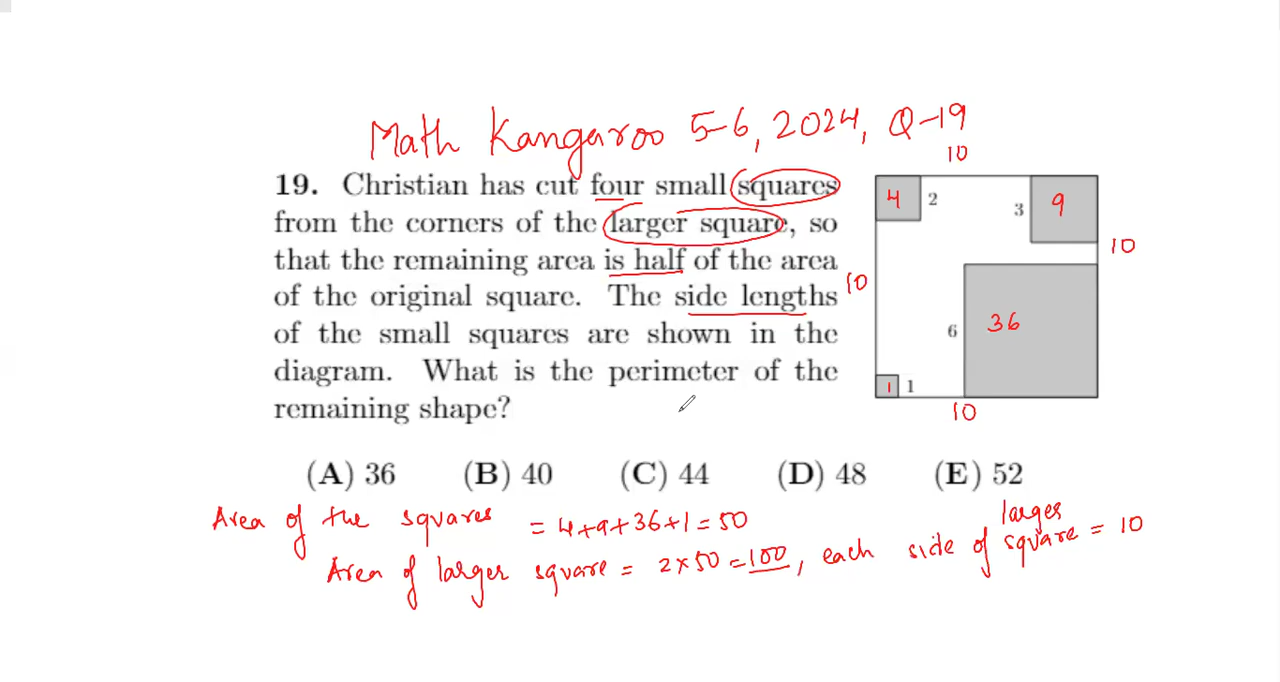 Math Kangaroo 5-6, 2024, Q-19
10
19. Christian has cut four small squares
from the corners of the larger square, so
that the remaining area is half of the area
of the original square. The side lengths
of the small squares are shown in the
diagram. What is the perimeter of the
remaining shape?
4 2 3 9
10
10
6 36
1 1
10
(A) 36 (B) 40 (C) 44 (D) 48 (E) 52
Area of the squares = 4+9+36+1=50
Area of larger square = 2×50=100, each side of larger square = 10